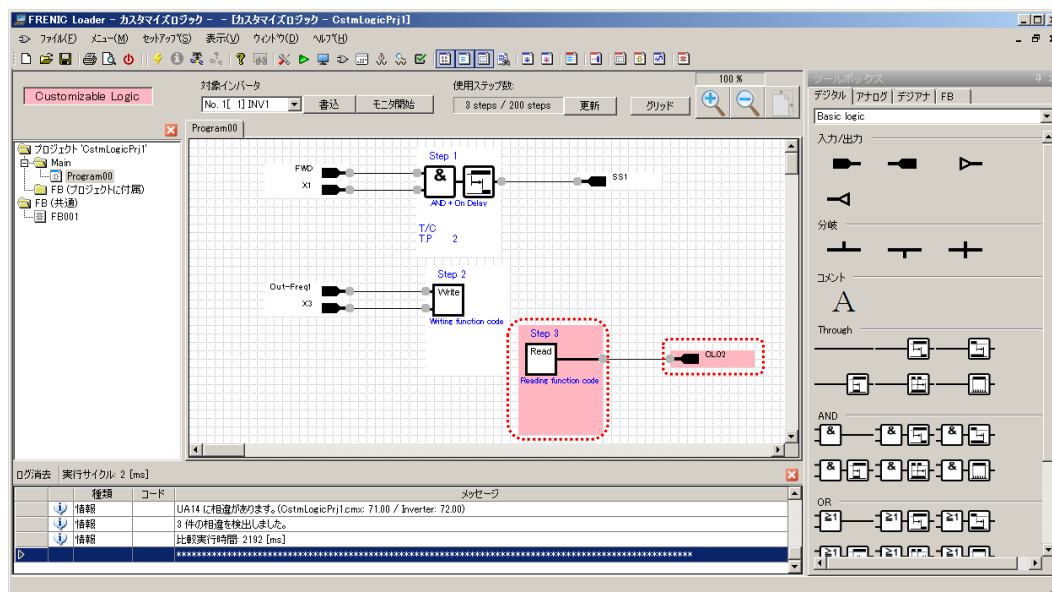 FRENIC Loader - カスタマイズロジック - - [カスタマイズロジック - CstmLogicPrj1]
ファイル(F) メニュー(M) セットアップ(S) 表示(V) ウィンドウ(D) ヘルプ(H)
Customizable Logic
対象インバータ
No. 1[ 1] INV1
書込
モニタ開始
使用ステップ数:
3 steps / 200 steps
更新
グリッド
100 %
プロジェクト 'CstmLogicPrj1'
Main
Program00
FB (プロジェクトに付属)
FB (共通)
FB001
Program00
Step 1
FWD
X1
&
SS1
AND + On Delay
T/C
T.P 2
Step 2
Out-Freq1
X3
Write
Writing function code
Step 3
Read
CLO2
Reading function code
ツールボックス
デジタル アナログ デジアナ FB
Basic logic
入力/出力
分岐
コメント
A
Through
AND
& & &
& & &
OR
≧1 ≧1 ≧1
≧1 ≧1 ≧1
ログ消去 実行サイクル: 2 [ms]
種類 コード メッセージ
情報 UA14 に相違があります。(CstmLogicPrj1.cmx: 71.00 / Inverter: 72.00)
情報 3 件の相違を検出しました。
情報 比較実行時間: 2192 [ms]